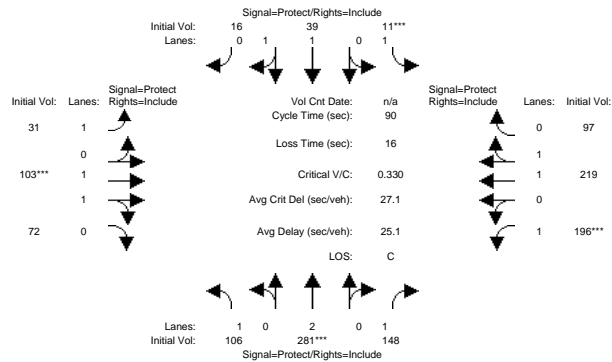 Signal=Protect/Rights=Include
Initial Vol: 16 39 11***
Lanes: 0 1 1 0 1
Signal=Protect Signal=Protect
Initial Vol: Lanes: Rights=Include Vol Cnt Date: n/a Rights=Include Lanes: Initial Vol:
Cycle Time (sec): 90
31 1 0 97
Loss Time (sec): 16
0 1
103*** 1 Critical V/C: 0.330 1 219
1 Avg Crit Del (sec/veh): 27.1 0
72 0 Avg Delay (sec/veh): 25.1 1 196***
LOS: C
Lanes: 1 0 2 0 1
Initial Vol: 106 281*** 148
Signal=Protect/Rights=Include